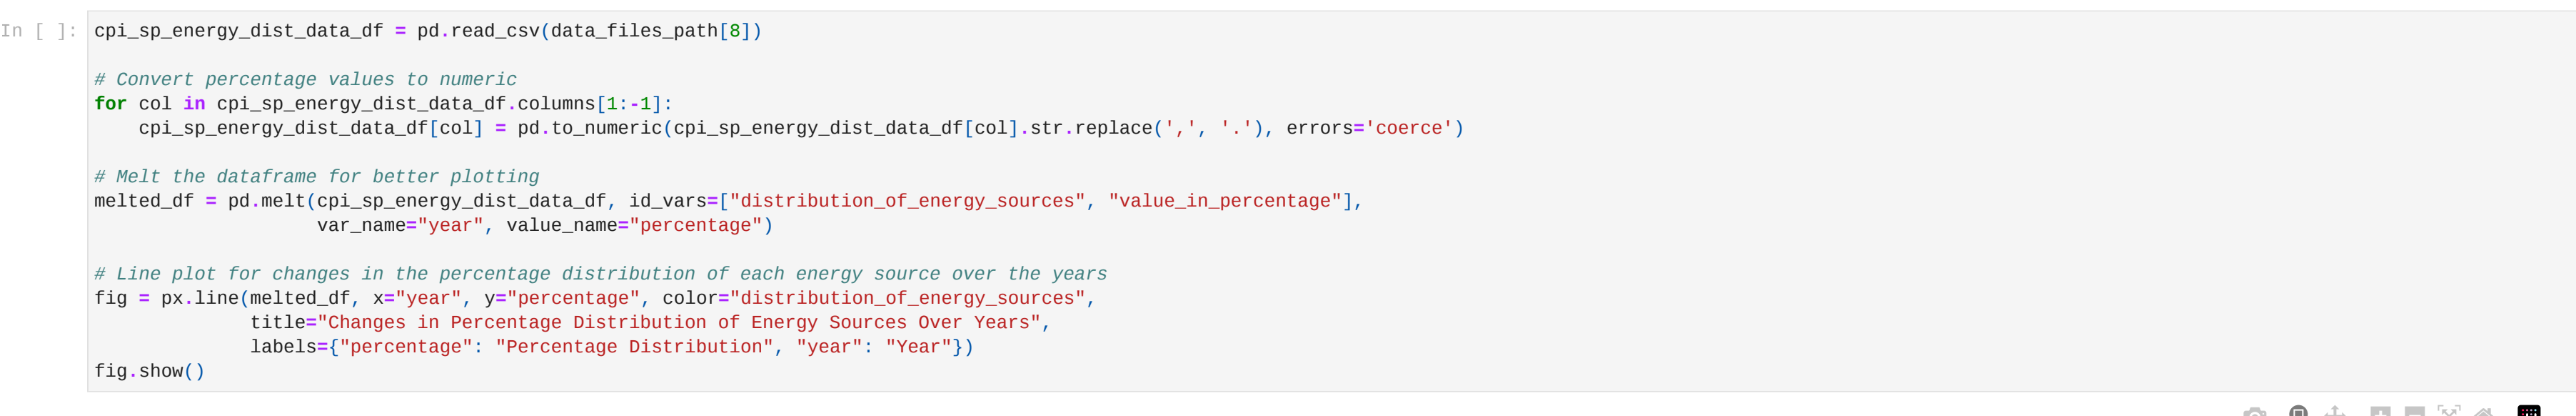 In [ ]: cpi_sp_energy_dist_data_df = pd.read_csv(data_files_path[8])
# Convert percentage values to numeric
for col in cpi_sp_energy_dist_data_df.columns[1:-1]:
    cpi_sp_energy_dist_data_df[col] = pd.to_numeric(cpi_sp_energy_dist_data_df[col].str.replace(',', '.'), errors='coerce')
# Melt the dataframe for better plotting
melted_df = pd.melt(cpi_sp_energy_dist_data_df, id_vars=["distribution_of_energy_sources", "value_in_percentage"],
                    var_name="year", value_name="percentage")
# Line plot for changes in the percentage distribution of each energy source over the years
fig = px.line(melted_df, x="year", y="percentage", color="distribution_of_energy_sources",
              title="Changes in Percentage Distribution of Energy Sources Over Years",
              labels={"percentage": "Percentage Distribution", "year": "Year"})
fig.show()